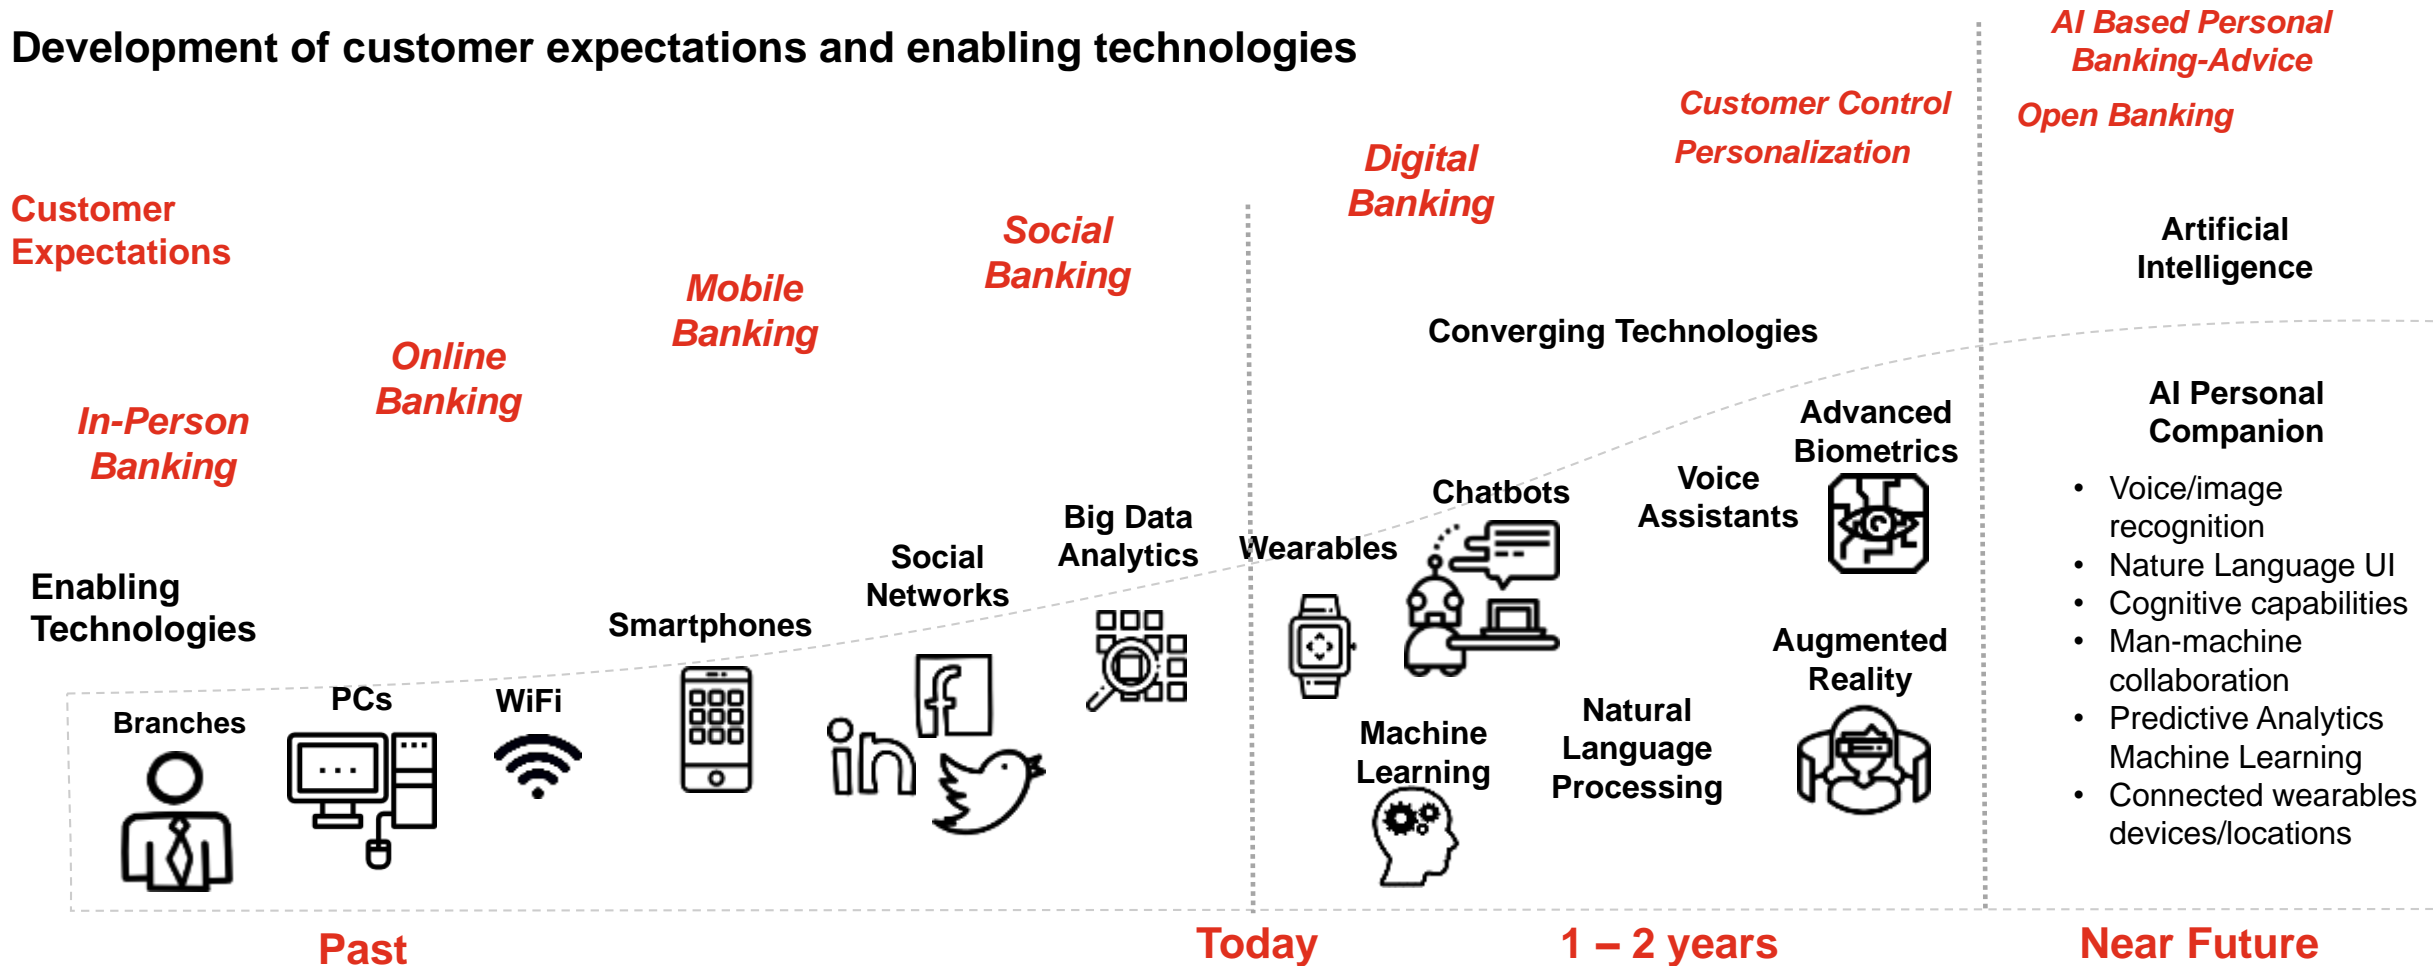 Development of customer expectations and enabling technologies
AI Based Personal
Banking-Advice
Customer Control
Personalization
Open Banking
Digital
Banking
Customer
Expectations
Social
Banking
Artificial
Intelligence
Mobile
Banking
Converging Technologies
Online
Banking
In-Person
Banking
AI Personal
Companion
• Voice/image
recognition
• Nature Language UI
• Cognitive capabilities
• Man-machine
collaboration
• Predictive Analytics
Machine Learning
• Connected wearables
devices/locations
Enabling
Technologies
Branches
PCs
WiFi
Smartphones
Social
Networks
in
f
Big Data
Analytics
Wearables
Chatbots
Voice
Assistants
Advanced
Biometrics
Machine
Learning
Natural
Language
Processing
Augmented
Reality
Past
Today
1 – 2 years
Near Future